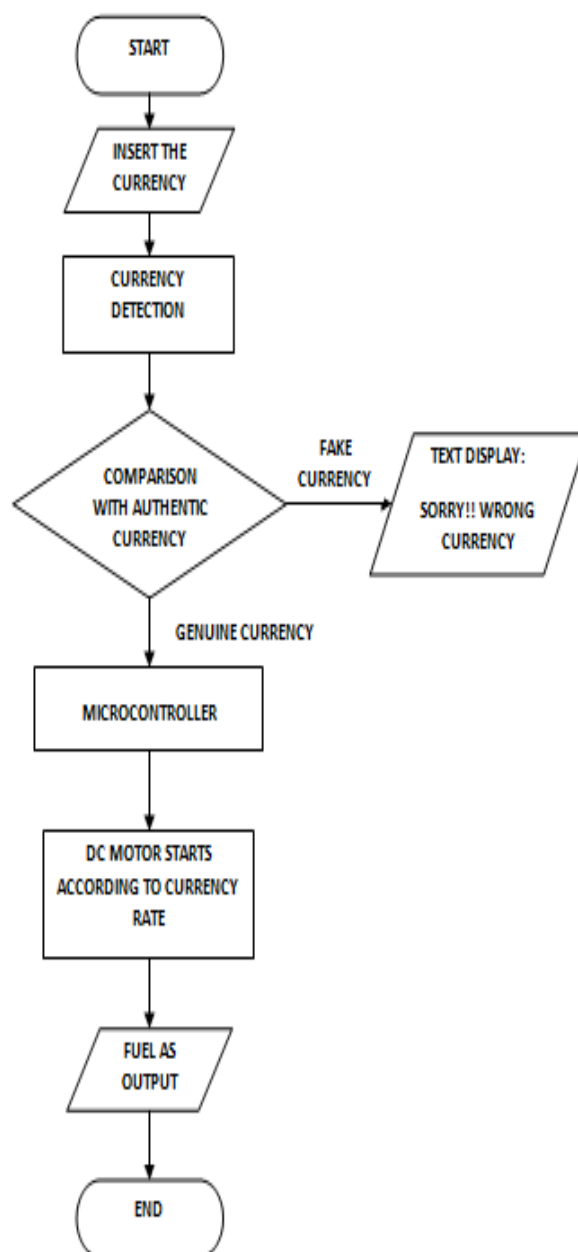 START
INSERT THE
CURRENCY
CURRENCY
DETECTION
COMPARISON
WITH AUTHENTIC
CURRENCY
FAKE
CURRENCY
TEXT DISPLAY:
SORRY!! WRONG
CURRENCY
GENUINE CURRENCY
MICROCONTROLLER
DC MOTOR STARTS
ACCORDING TO CURRENCY
RATE
FUEL AS
OUTPUT
END